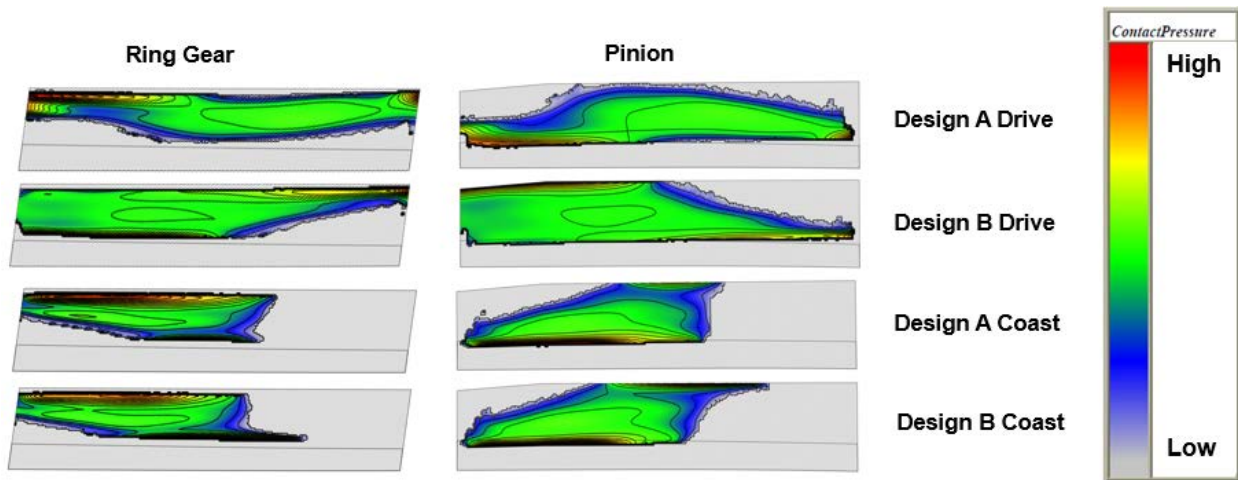 Ring Gear
Pinion
ContactPressure
High
Design A Drive
Design B Drive
Design A Coast
Design B Coast
Low